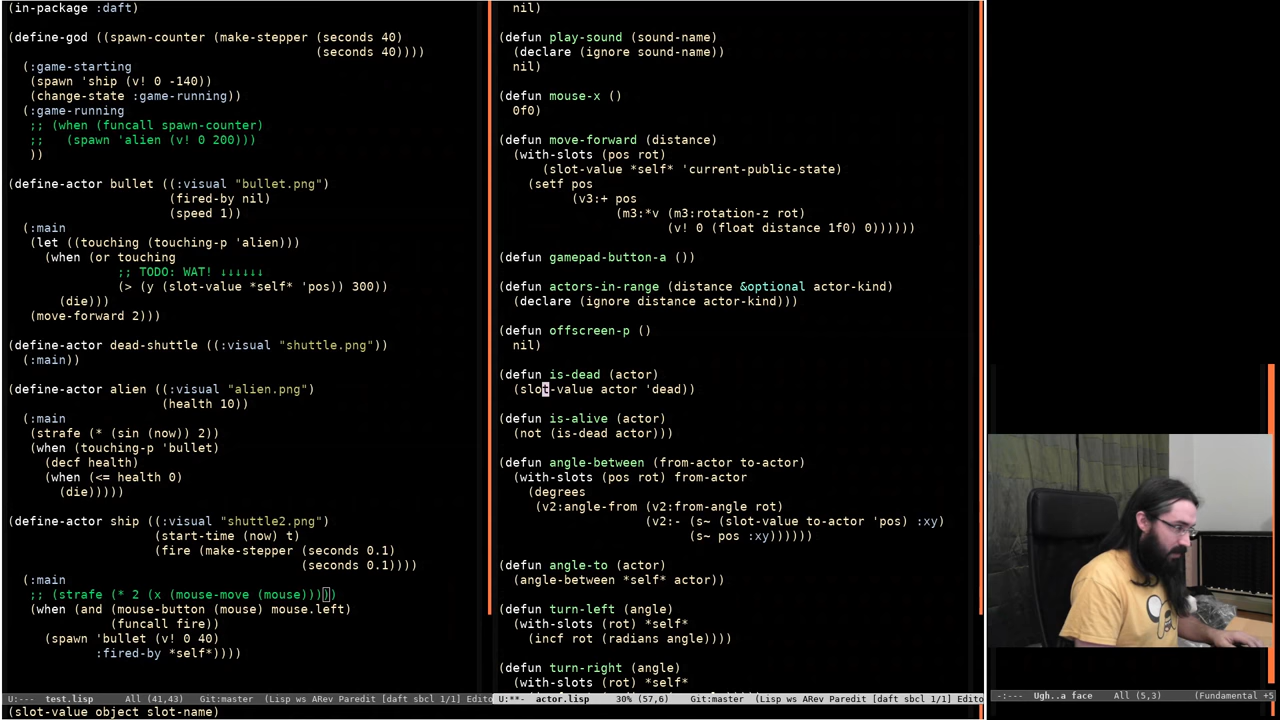 (in-package :daft)
(define-god ((spawn-counter (make-stepper (seconds 40)
(seconds 40))))
(:game-starting
(spawn 'ship (v! 0 -140))
(change-state :game-running))
(:game-running
;; (when (funcall spawn-counter)
;;   (spawn 'alien (v! 0 200)))
))
(define-actor bullet ((:visual "bullet.png")
(fired-by nil)
(speed 1))
(:main
(let ((touching (touching-p 'alien)))
(when (or touching
;; TODO: WAT! ↓↓↓↓↓↓
(> (y (slot-value *self* 'pos)) 300))
(die)))
(move-forward 2)))
(define-actor dead-shuttle ((:visual "shuttle.png"))
(:main))
(define-actor alien ((:visual "alien.png")
(health 10))
(:main
(strafe (* (sin (now)) 2))
(when (touching-p 'bullet)
(decf health)
(when (<= health 0)
(die)))))
(define-actor ship ((:visual "shuttle2.png")
(start-time (now) t)
(fire (make-stepper (seconds 0.1)
(seconds 0.1))))
(:main
;; (strafe (* 2 (x (mouse-move (mouse)))))
(when (and (mouse-button (mouse) mouse.left)
(funcall fire))
(spawn 'bullet (v! 0 40)
:fired-by *self*))))
U:---  test.lisp      All (41,43)    Git:master  (Lisp ws ARev Paredit [daft sbcl 1/1] Edito
(slot-value object slot-name)
nil)
(defun play-sound (sound-name)
(declare (ignore sound-name))
nil)
(defun mouse-x ()
0f0)
(defun move-forward (distance)
(with-slots (pos rot)
(slot-value *self* 'current-public-state)
(setf pos
(v3:+ pos
(m3:*v (m3:rotation-z rot)
(v! 0 (float distance 1f0) 0))))))
(defun gamepad-button-a ())
(defun actors-in-range (distance &optional actor-kind)
(declare (ignore distance actor-kind)))
(defun offscreen-p ()
nil)
(defun is-dead (actor)
(slot-value actor 'dead))
(defun is-alive (actor)
(not (is-dead actor)))
(defun angle-between (from-actor to-actor)
(with-slots (pos rot) from-actor
(degrees
(v2:angle-from (v2:from-angle rot)
(v2:- (s~ (slot-value to-actor 'pos) :xy)
(s~ pos :xy))))))
(defun angle-to (actor)
(angle-between *self* actor))
(defun turn-left (angle)
(with-slots (rot) *self*
(incf rot (radians angle))))
(defun turn-right (angle)
(with-slots (rot) *self*
U:**-  actor.lisp     30% (57,6)     Git:master  (Lisp ws ARev Paredit [daft sbcl 1/1] Edito
-:---  Ugh..a face    All (5,3)      (Fundamental +5